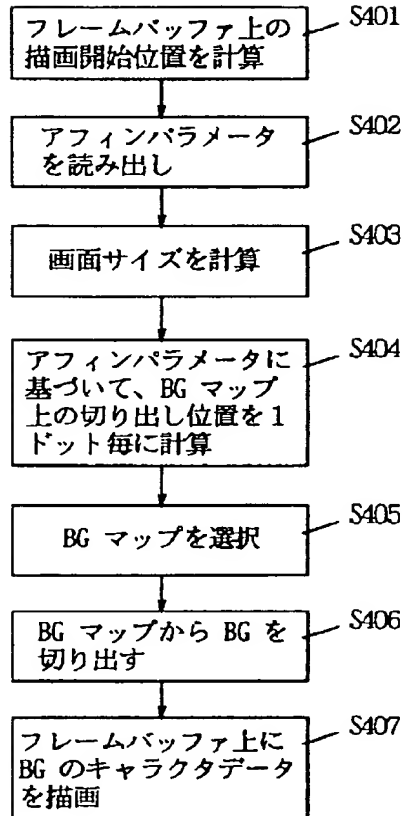 フレームバッファ上の
描画開始位置を計算
S401
アフィンパラメータ
を読み出し
S402
画面サイズを計算
S403
アフィンパラメータに
基づいて、BG マップ
上の切り出し位置を1
ドット毎に計算
S404
BG マップを選択
S405
BG マップから BG を
切り出す
S406
フレームバッファ上に
BG のキャラクタデータ
を描画
S407